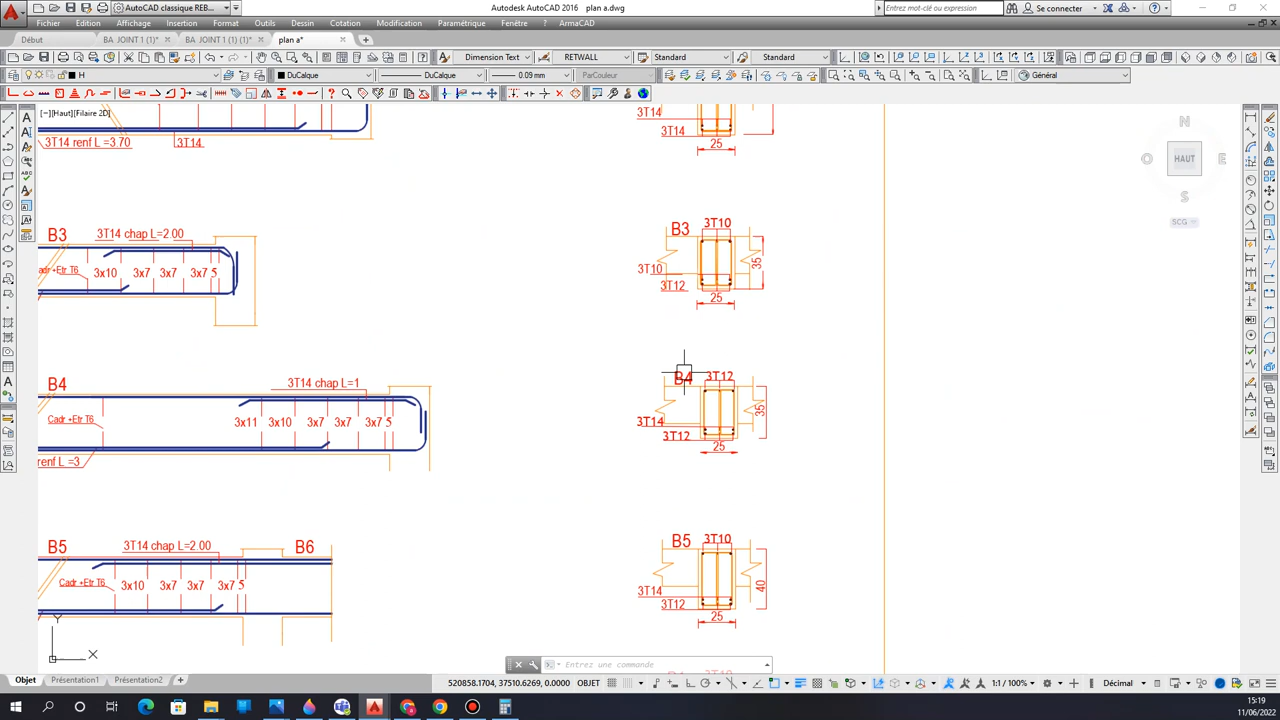 AutoCAD classique REB...
Autodesk AutoCAD 2016 plan a.dwg
Entrez mot-clé ou expression
Se connecter
Fichier Edition Affichage Insertion Format Outils Dessin Cotation Modification Paramétrique Fenêtre ? ArmaCAD
Début BA JOINT 1 (1)* BA JOINT 1 (1) (1)* plan a*
Dimension Text RETWALL Standard Standard
H DuCalque DuCalque 0.09 mm ParCouleur Général
[−][Haut][Filaire 2D]
N
O HAUT E
S
SCG
3T14 renf L =3.70 3T14
3T14
3T14
25
B3 3T14 chap L=2.00
Cadr +Etr T6 3x10 3x7 3x7 3x7 5
B3 3T10
3T10
3T12
35
25
B4 3T14 chap L=1
Cadr +Etr T6 3x11 3x10 3x7 3x7 3x7 5
renf L =3
B4 3T12
3T14
3T12
35
25
B5 3T14 chap L=2.00 B6
Cadr +Etr T6 3x10 3x7 3x7 3x7 5
B5 3T10
3T14
3T12
40
25
Y
X
Entrez une commande
Objet Présentation1 Présentation2
520858.1704, 37510.6269, 0.0000 OBJET 1:1 / 100% Décimal
15:19
11/06/2022